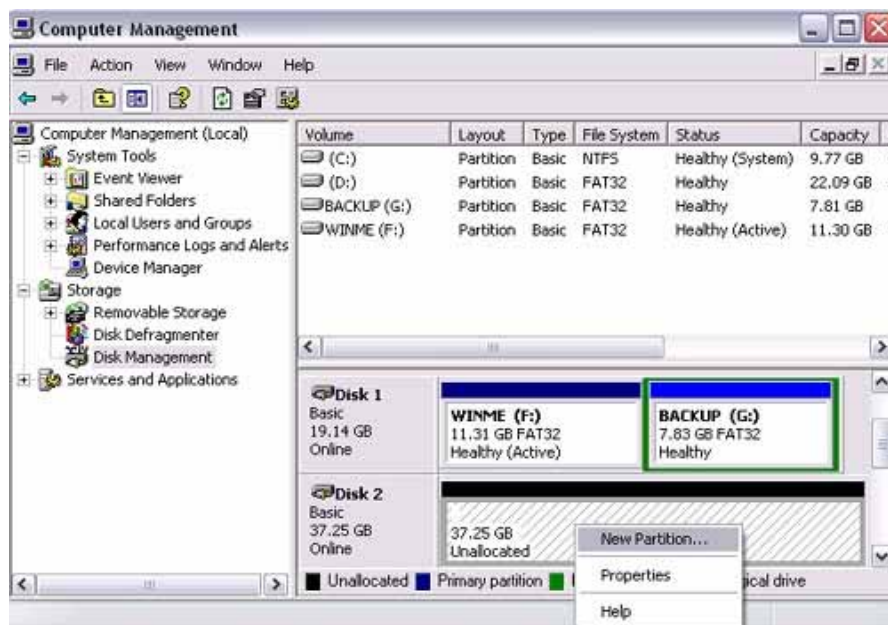 Computer Management
File Action View Window Help
Computer Management (Local)
System Tools
Event Viewer
Shared Folders
Local Users and Groups
Performance Logs and Alerts
Device Manager
Storage
Removable Storage
Disk Defragmenter
Disk Management
Services and Applications
Volume Layout Type File System Status Capacity
(C:) Partition Basic NTFS Healthy (System) 9.77 GB
(D:) Partition Basic FAT32 Healthy 22.09 GB
BACKUP (G:) Partition Basic FAT32 Healthy 7.81 GB
WINME (F:) Partition Basic FAT32 Healthy (Active) 11.30 GB
Disk 1
Basic
19.14 GB
Online
WINME (F:)
11.31 GB FAT32
Healthy (Active)
BACKUP (G:)
7.83 GB FAT32
Healthy
Disk 2
Basic
37.25 GB
Online
37.25 GB
Unallocated
New Partition...
Properties
Help
Unallocated Primary partition drive